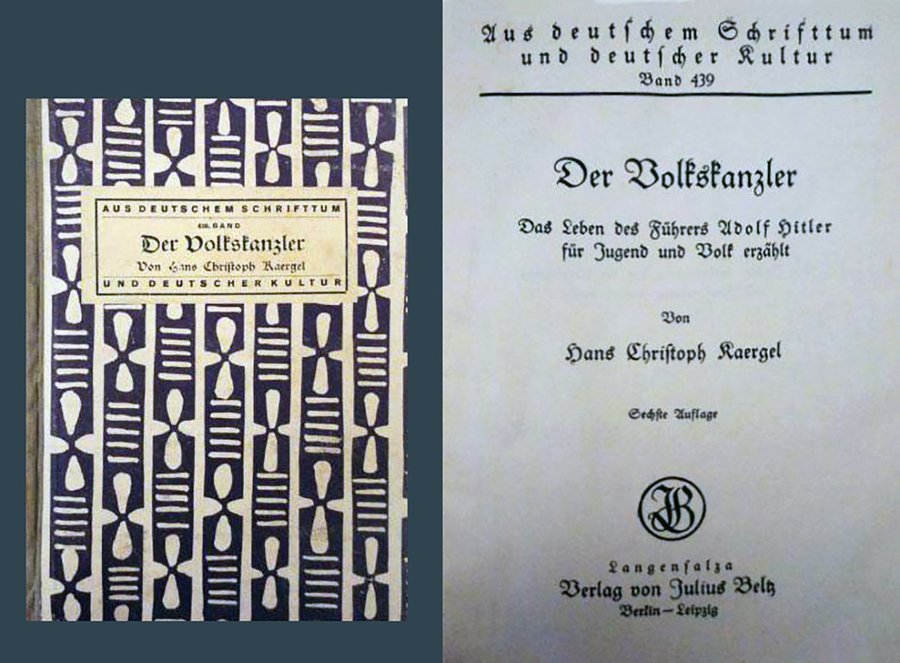 AUS DEUTSCHEM SCHRIFTTUM
439. BAND
Der Volkskanzler
Von Hans Christoph Kaergel
UND DEUTSCHER KULTUR
Aus deutschem Schrifttum
und deutscher Kultur
Band 439
Der Volkskanzler
Das Leben des Führers Adolf Hitler
für Jugend und Volk erzählt
Von
Hans Christoph Kaergel
Sechste Auflage
JB
Langensalza
Verlag von Julius Beltz
Berlin—Leipzig